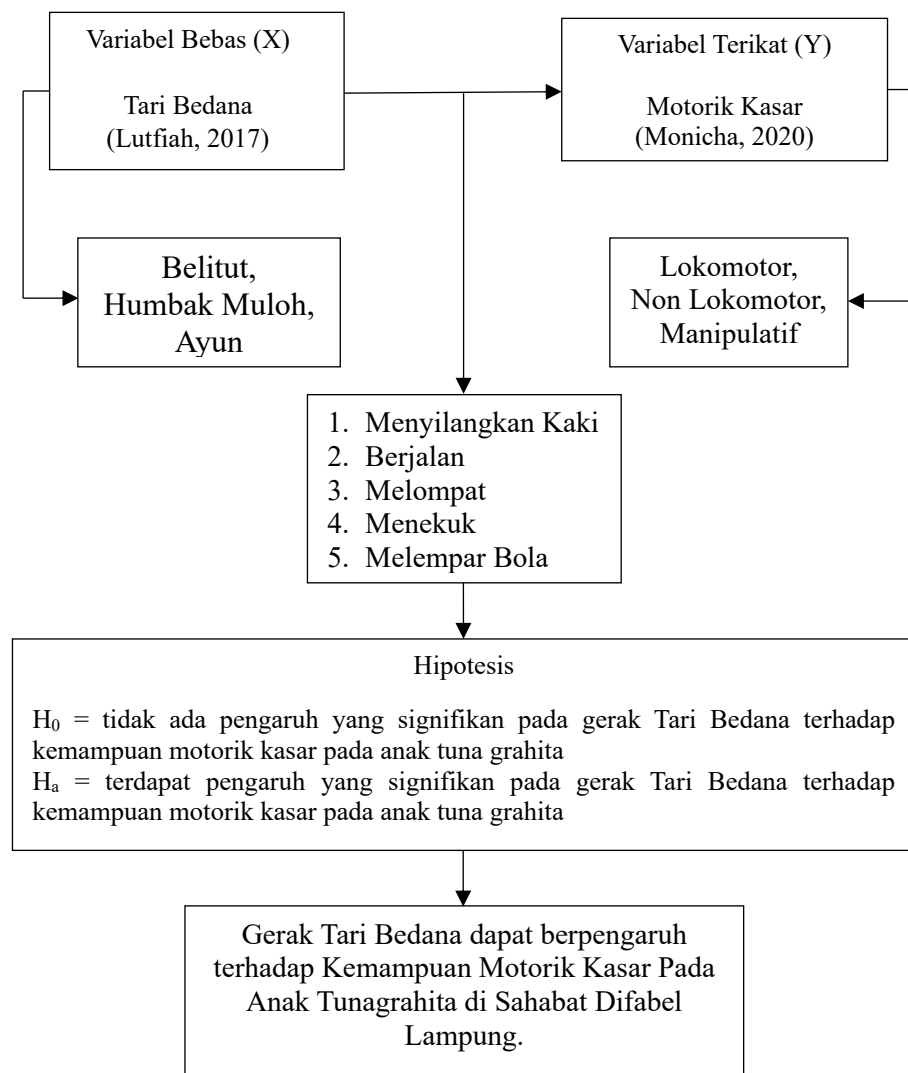 Variabel Bebas (X)
Tari Bedana
(Lutfiah, 2017)
Variabel Terikat (Y)
Motorik Kasar
(Monicha, 2020)
Belitut,
Humbak Muloh,
Ayun
Lokomotor,
Non Lokomotor,
Manipulatif
1. Menyilangkan Kaki
2. Berjalan
3. Melompat
4. Menekuk
5. Melempar Bola
Hipotesis
H₀ = tidak ada pengaruh yang signifikan pada gerak Tari Bedana terhadap
kemampuan motorik kasar pada anak tuna grahita
Hₐ = terdapat pengaruh yang signifikan pada gerak Tari Bedana terhadap
kemampuan motorik kasar pada anak tuna grahita
Gerak Tari Bedana dapat berpengaruh
terhadap Kemampuan Motorik Kasar Pada
Anak Tunagrahita di Sahabat Difabel
Lampung.